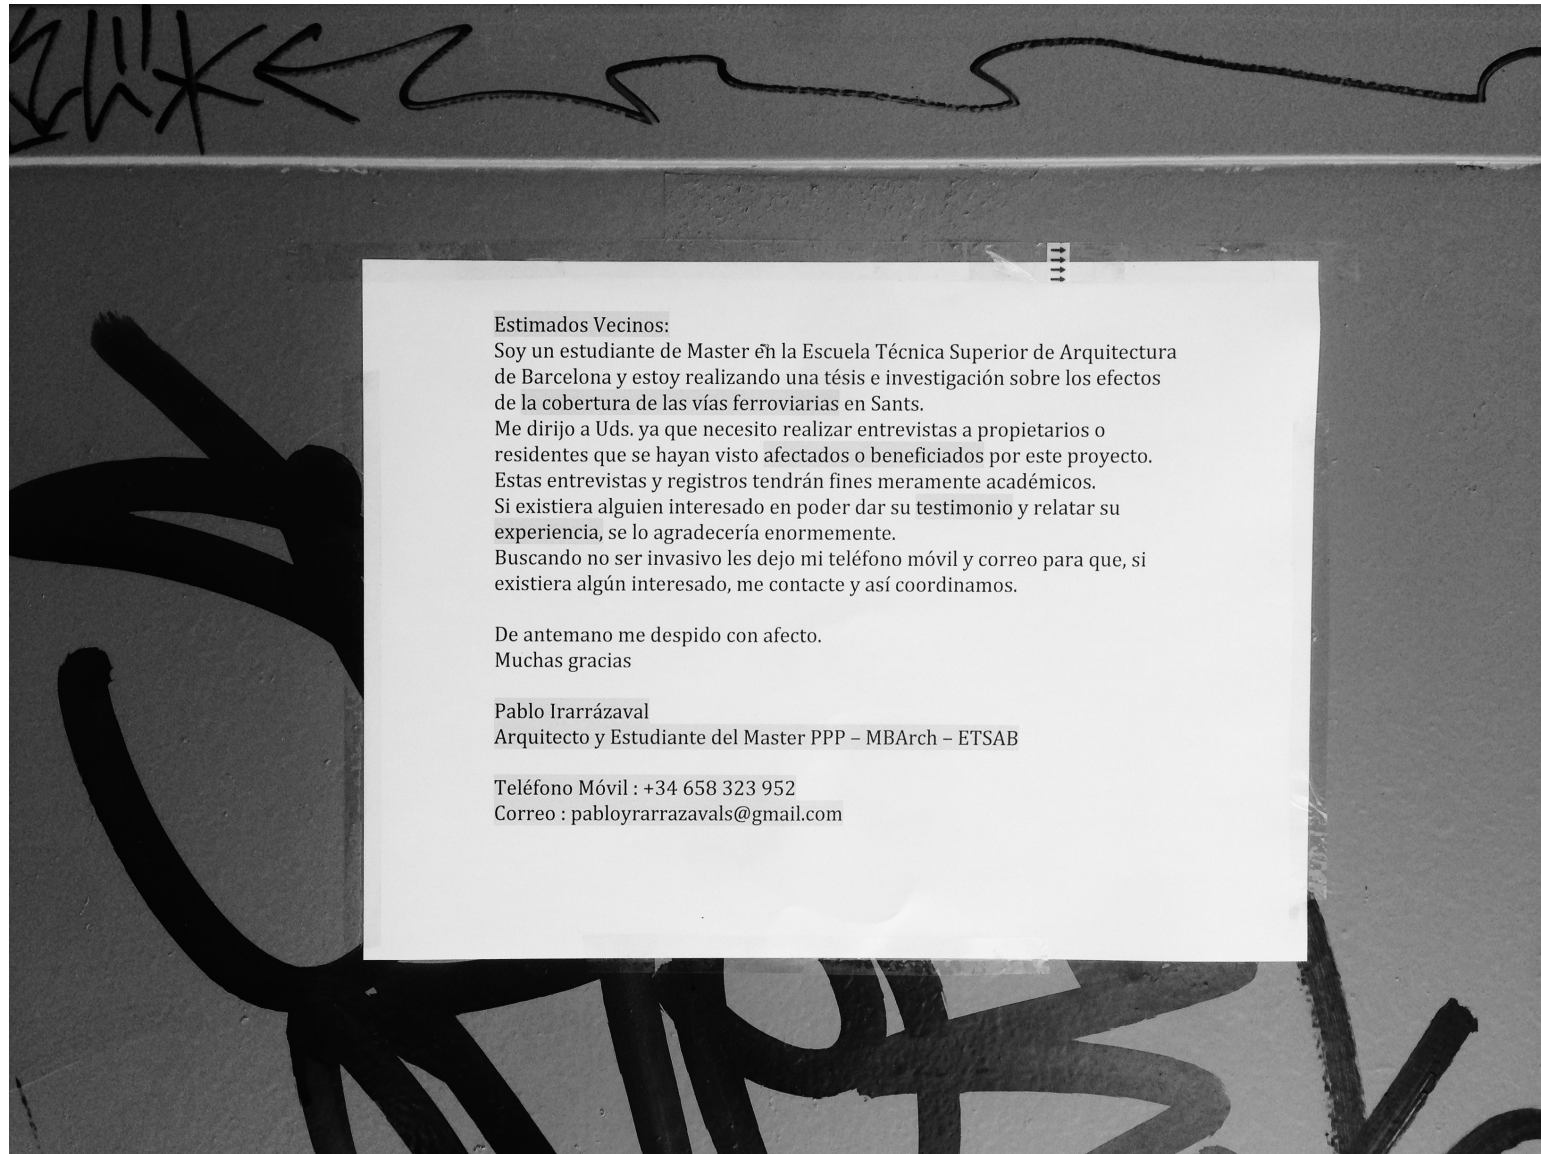 Estimados Vecinos:
Soy un estudiante de Master en la Escuela Técnica Superior de Arquitectura
de Barcelona y estoy realizando una tésis e investigación sobre los efectos
de la cobertura de las vías ferroviarias en Sants.
Me dirijo a Uds. ya que necesito realizar entrevistas a propietarios o
residentes que se hayan visto afectados o beneficiados por este proyecto.
Estas entrevistas y registros tendrán fines meramente académicos.
Si existiera alguien interesado en poder dar su testimonio y relatar su
experiencia, se lo agradecería enormemente.
Buscando no ser invasivo les dejo mi teléfono móvil y correo para que, si
existiera algún interesado, me contacte y así coordinamos.
De antemano me despido con afecto.
Muchas gracias
Pablo Irarrázaval
Arquitecto y Estudiante del Master PPP – MBArch – ETSAB
Teléfono Móvil : +34 658 323 952
Correo : pabloyrarrazavals@gmail.com